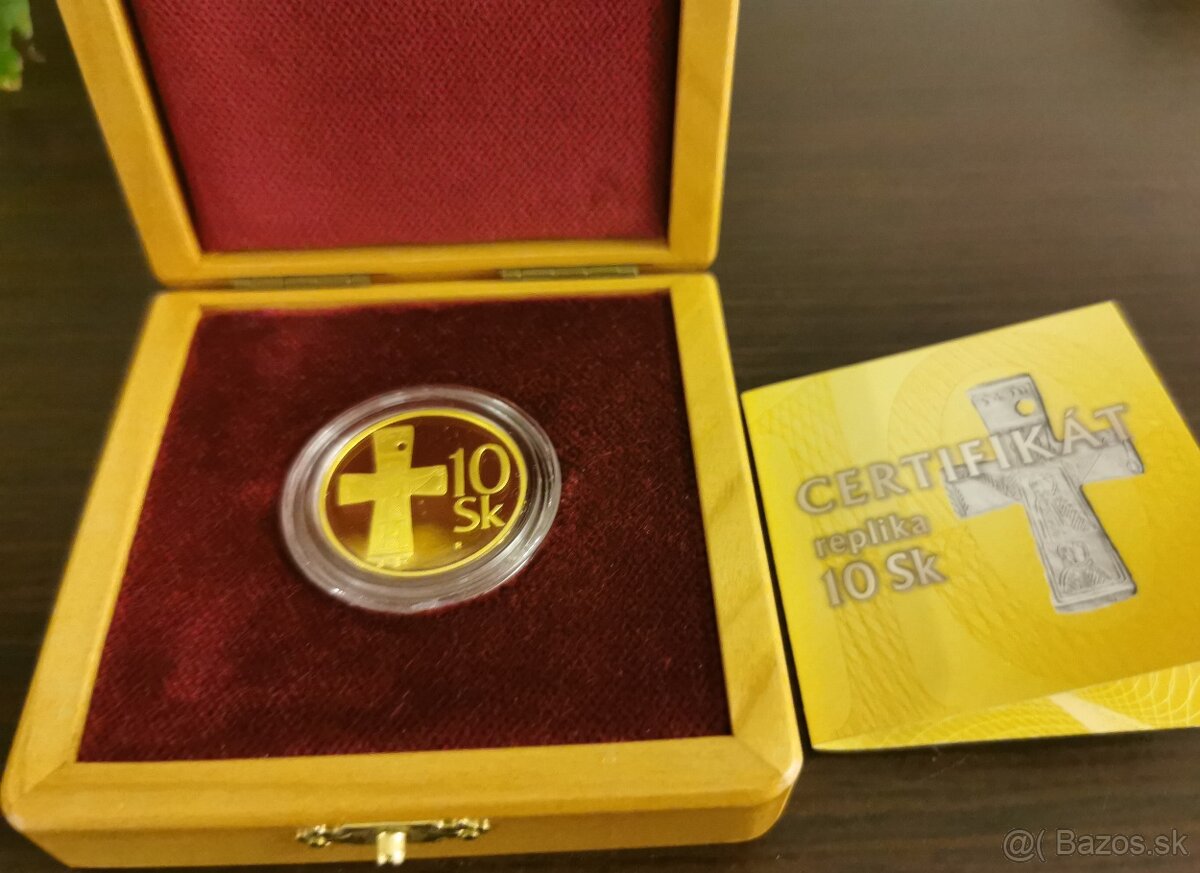 10
Sk
CERTIFIKÁT
replika
10 Sk
@( Bazos.sk